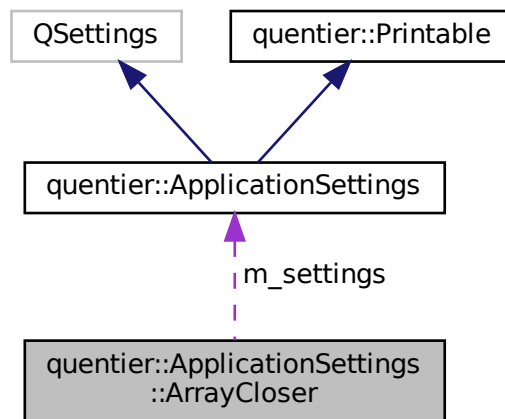 QSettings
quentier::Printable
quentier::ApplicationSettings
m_settings
quentier::ApplicationSettings
::ArrayCloser